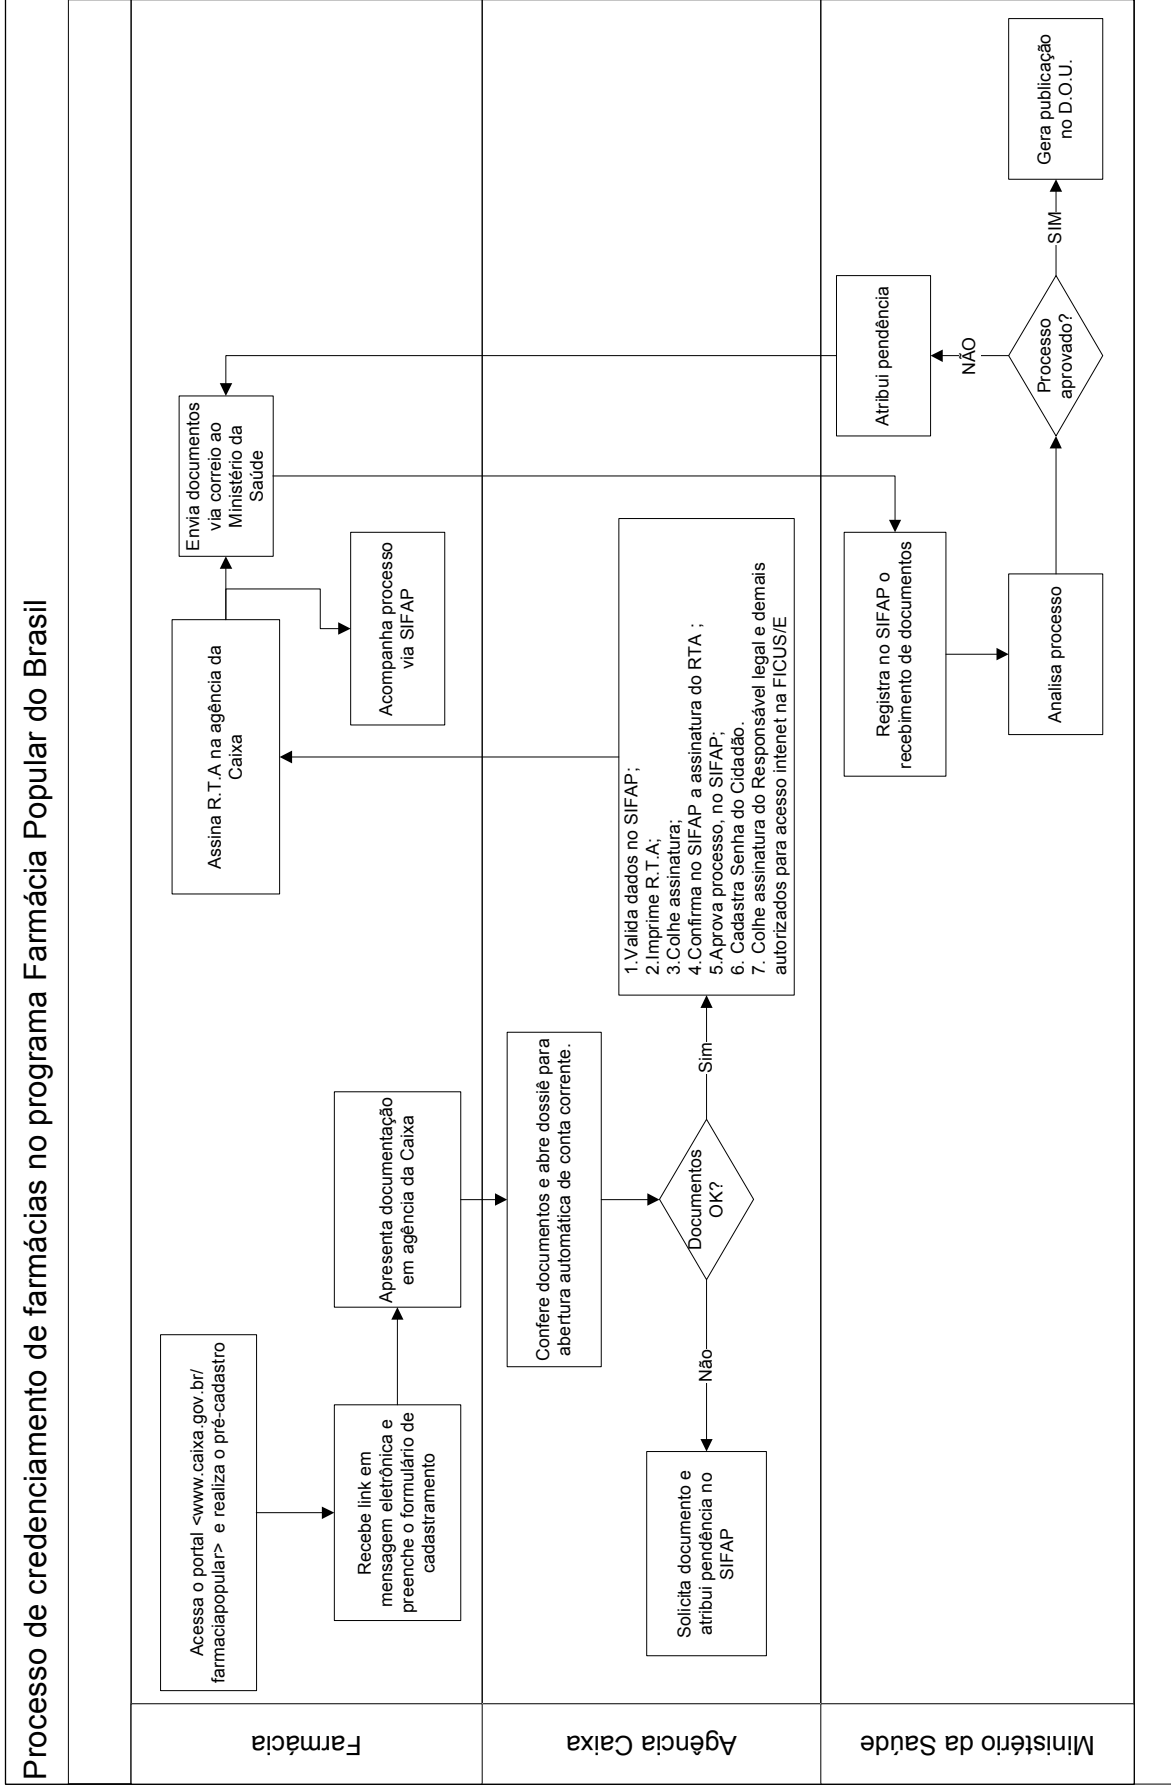 Processo de credenciamento de farmácias no programa Farmácia Popular do Brasil
Farmácia
Acessa o portal <www.caixa.gov.br/
farmaciapopular> e realiza o pré-cadastro
Recebe link em
mensagem eletrônica e
preenche o formulário de
cadastramento
Apresenta documentação
em agência da Caixa
Assina R.T.A na agência da
Caixa
Acompanha processo
via SIFAP
Envia documentos
via correio ao
Ministério da
Saúde
Agência Caixa
Confere documentos e abre dossiê para
abertura automática de conta corrente.
Documentos
OK?
Não
Solicita documento e
atribui pendência no
SIFAP
Sim
1.Valida dados no SIFAP;
2.Imprime R.T.A;
3.Colhe assinatura;
4.Confirma no SIFAP a assinatura do RTA ;
5.Aprova processo, no SIFAP;
6. Cadastra Senha do Cidadão.
7. Colhe assinatura do Responsável legal e demais
autorizados para acesso intenet na FICUS/E
Ministério da Saúde
Registra no SIFAP o
recebimento de documentos
Analisa processo
Processo
aprovado?
NÃO
Atribui pendência
SIM
Gera publicação
no D.O.U.